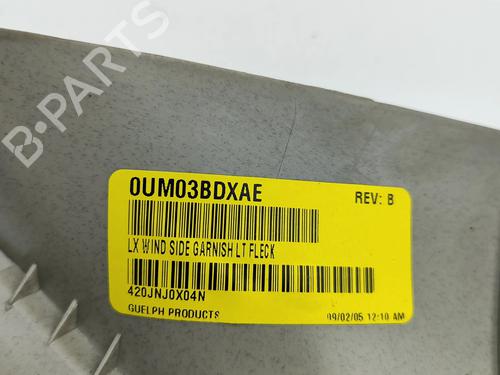 B-PARTS
0UM03BDXAE
REV: B
LX WIND SIDE GARNISH LT FLECK
420JNJ0X04N
GUELPH PRODUCTS
09/02/05 12:10 AM